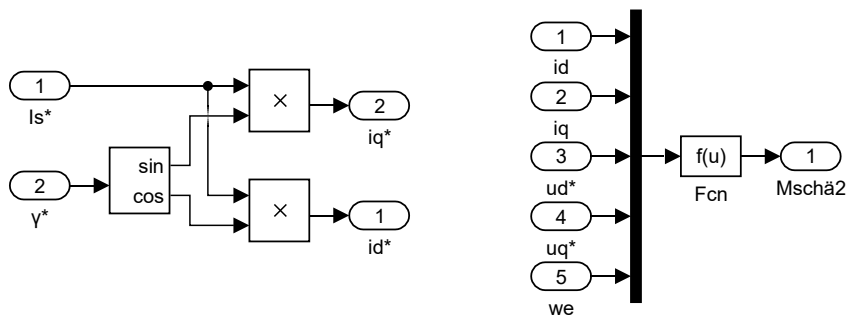 1
Is*
2
γ*
sin
cos
×
×
2
iq*
1
id*
1
id
2
iq
3
ud*
4
uq*
5
we
f(u)
Fcn
1
Mschä2